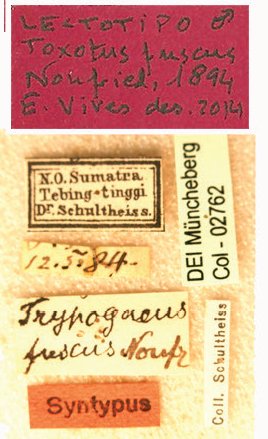 LECTOTIPO ♂
Toxotus fuscus
Nonfried, 1894
E. Vives des. 2014
N.O. Sumatra
Tebing-tinggi
Dr. Schultheiss.
DEI Müncheberg
Col - 02762
12.5.84.
Trypogaeus
fuscus Nonfr
Coll. Schultheiss
Syntypus